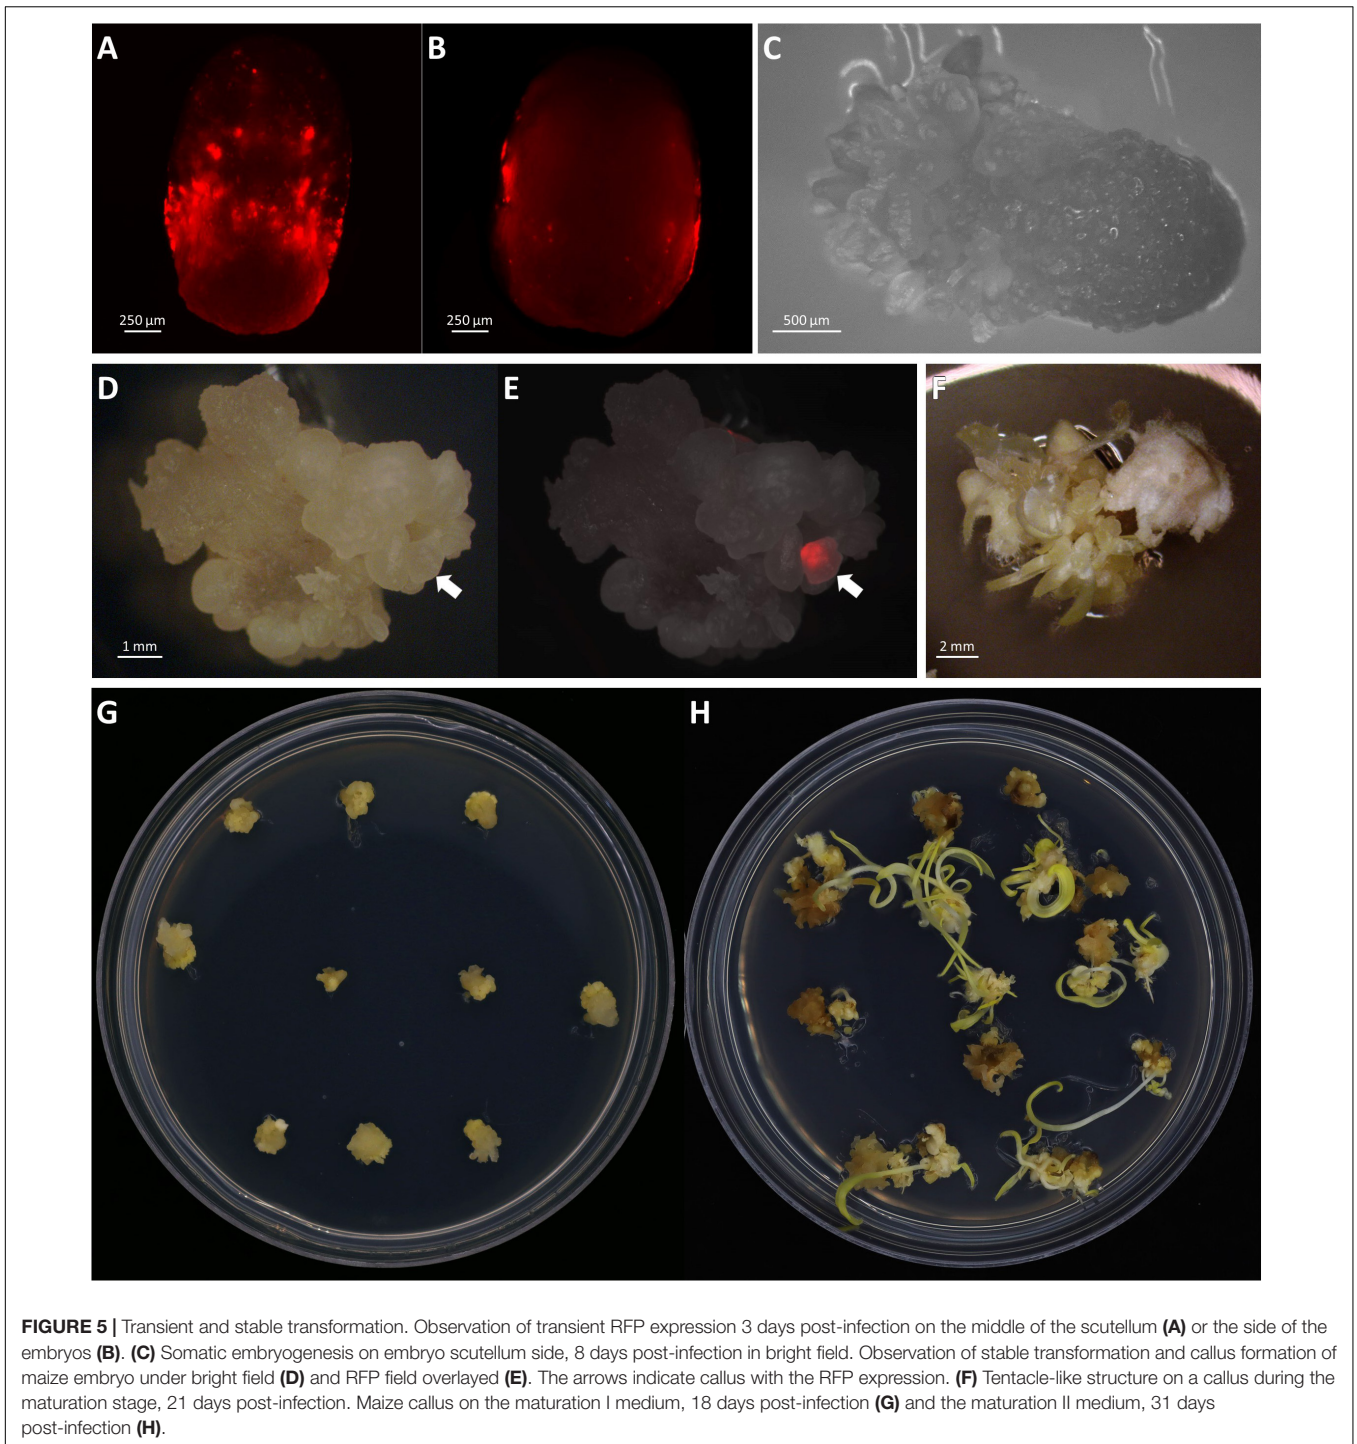 A
B
C
250 µm
250 µm
500 µm
D
E
F
1 mm
2 mm
G
H
FIGURE 5 | Transient and stable transformation. Observation of transient RFP expression 3 days post-infection on the middle of the scutellum (A) or the side of the
embryos (B). (C) Somatic embryogenesis on embryo scutellum side, 8 days post-infection in bright field. Observation of stable transformation and callus formation of
maize embryo under bright field (D) and RFP field overlayed (E). The arrows indicate callus with the RFP expression. (F) Tentacle-like structure on a callus during the
maturation stage, 21 days post-infection. Maize callus on the maturation I medium, 18 days post-infection (G) and the maturation II medium, 31 days
post-infection (H).